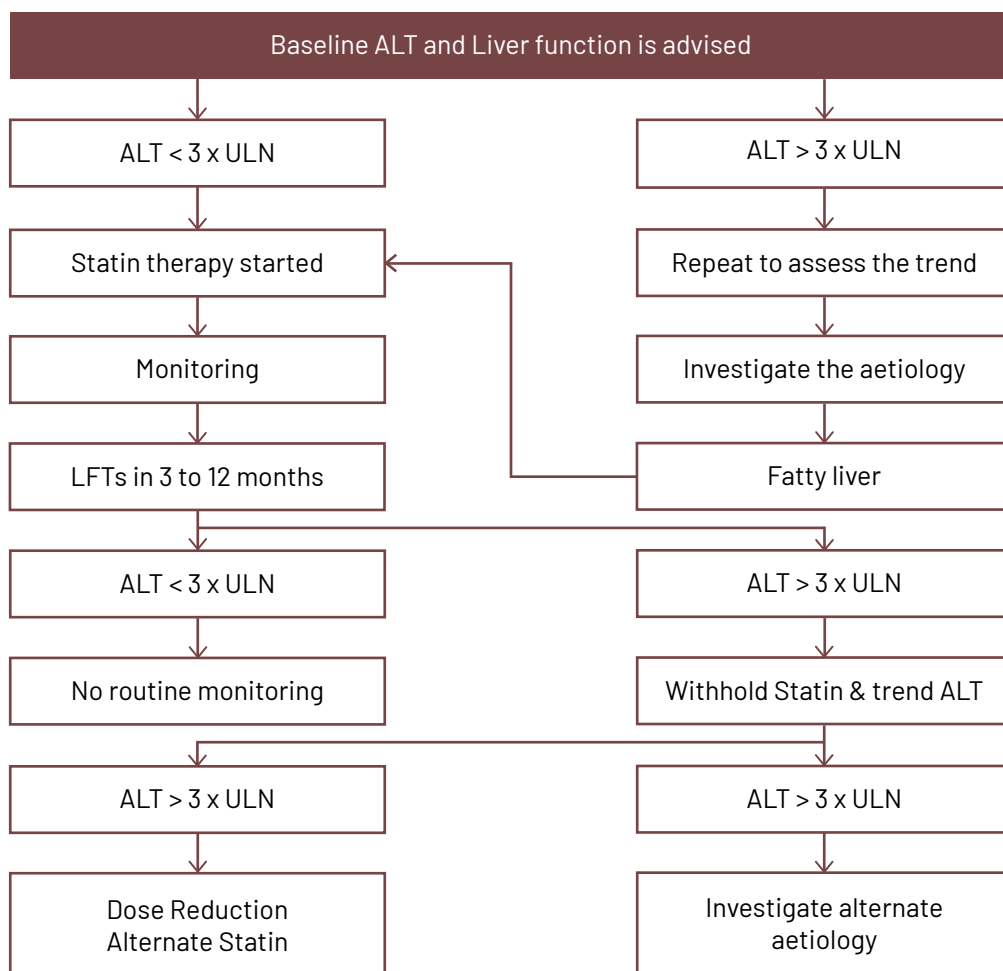 Baseline ALT and Liver function is advised
ALT < 3 x ULN
ALT > 3 x ULN
Statin therapy started
Repeat to assess the trend
Monitoring
Investigate the aetiology
LFTs in 3 to 12 months
Fatty liver
ALT < 3 x ULN
ALT > 3 x ULN
No routine monitoring
Withhold Statin & trend ALT
ALT > 3 x ULN
ALT > 3 x ULN
Dose Reduction
Alternate Statin
Investigate alternate
aetiology